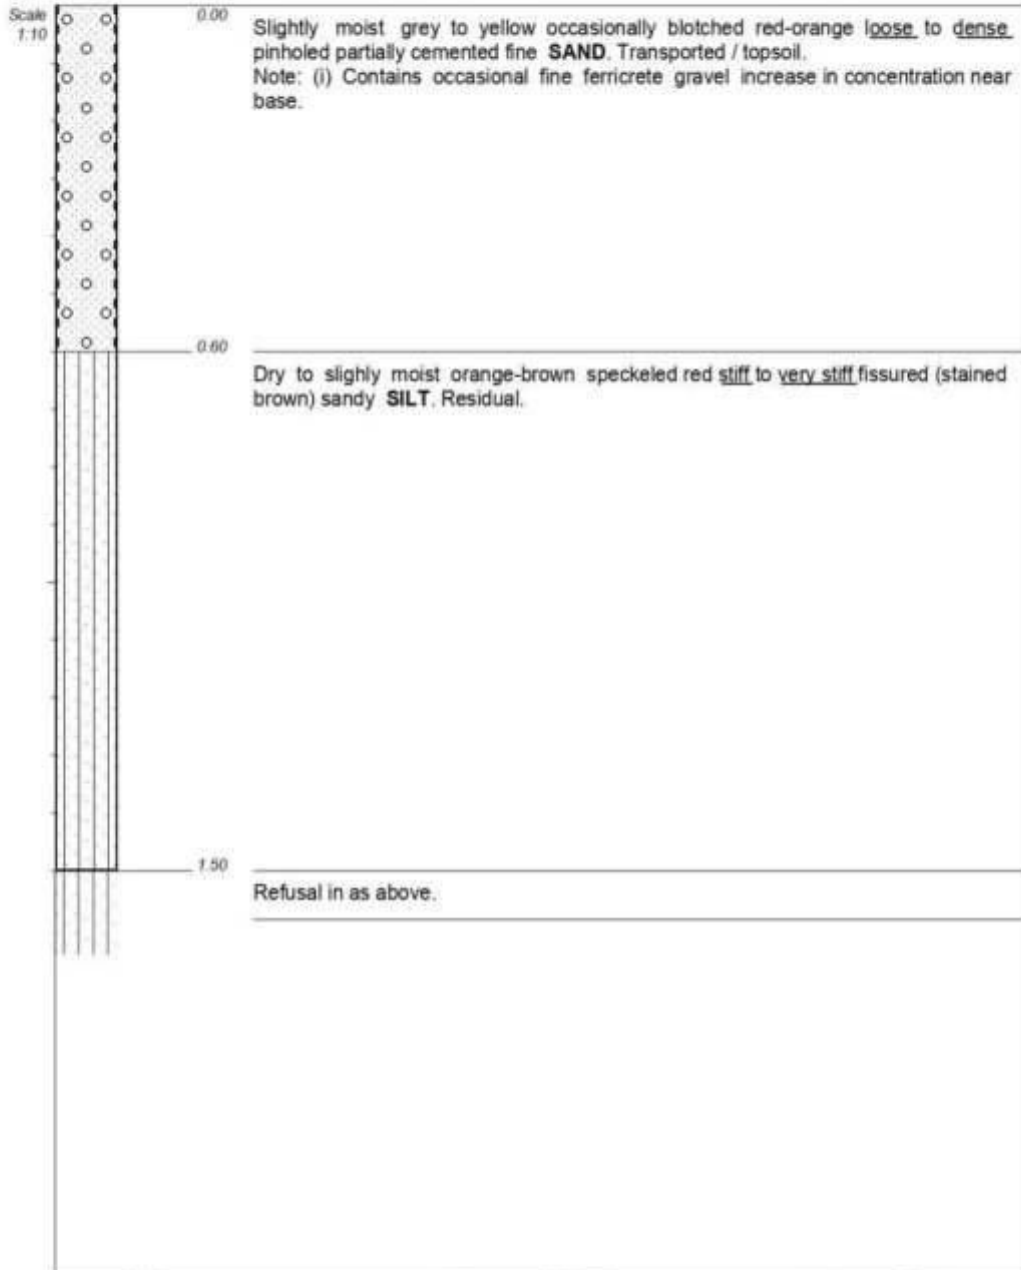 Scale
1:10
0.00
Slightly moist grey to yellow occasionally blotched red-orange loose to dense
pinholed partially cemented fine SAND. Transported / topsoil.
Note: (i) Contains occasional fine ferricrete gravel increase in concentration near
base.
0.60
Dry to slighly moist orange-brown speckeled red stiff to very stiff fissured (stained
brown) sandy SILT. Residual.
1.50
Refusal in as above.